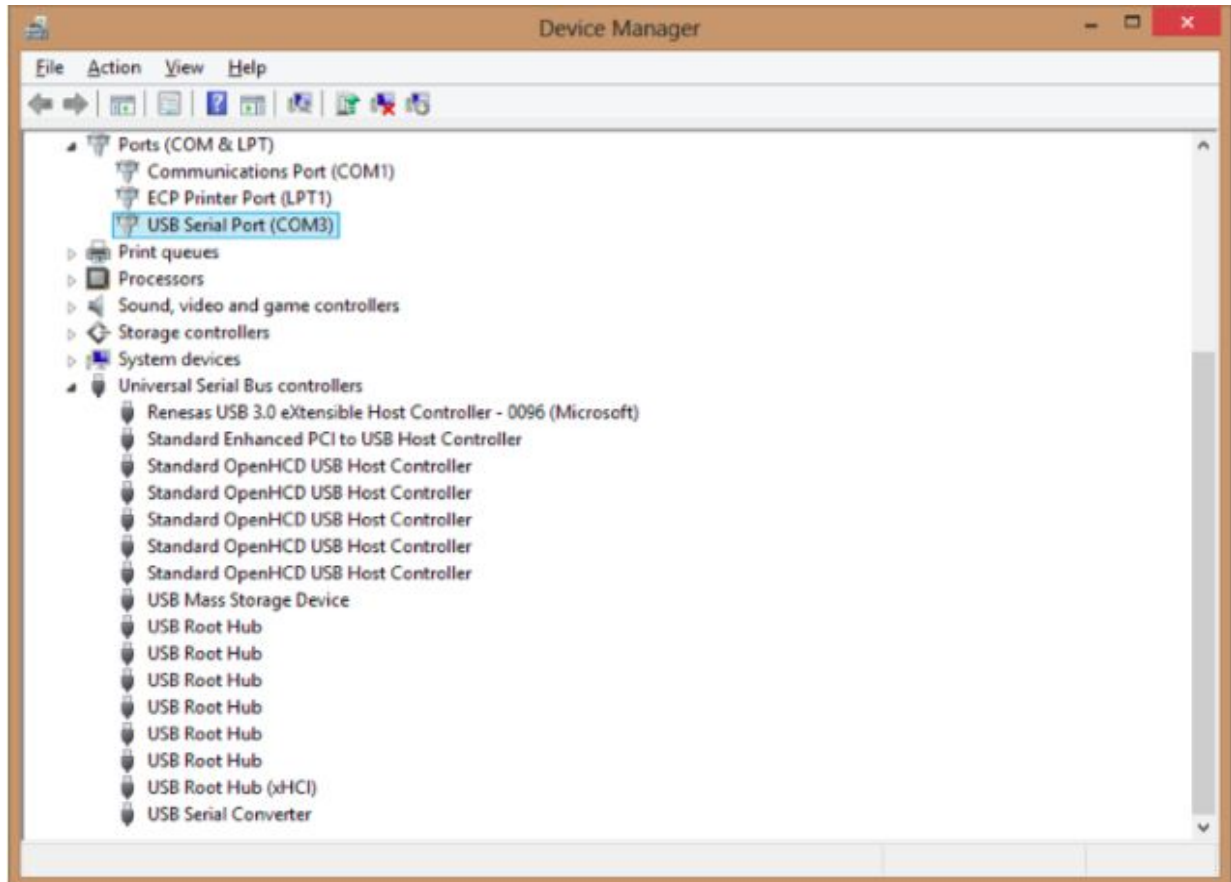 Device Manager
File Action View Help
Ports (COM & LPT)
Communications Port (COM1)
ECP Printer Port (LPT1)
USB Serial Port (COM3)
Print queues
Processors
Sound, video and game controllers
Storage controllers
System devices
Universal Serial Bus controllers
Renesas USB 3.0 eXtensible Host Controller - 0096 (Microsoft)
Standard Enhanced PCI to USB Host Controller
Standard OpenHCD USB Host Controller
Standard OpenHCD USB Host Controller
Standard OpenHCD USB Host Controller
Standard OpenHCD USB Host Controller
Standard OpenHCD USB Host Controller
USB Mass Storage Device
USB Root Hub
USB Root Hub
USB Root Hub
USB Root Hub
USB Root Hub
USB Root Hub
USB Root Hub (xHCI)
USB Serial Converter